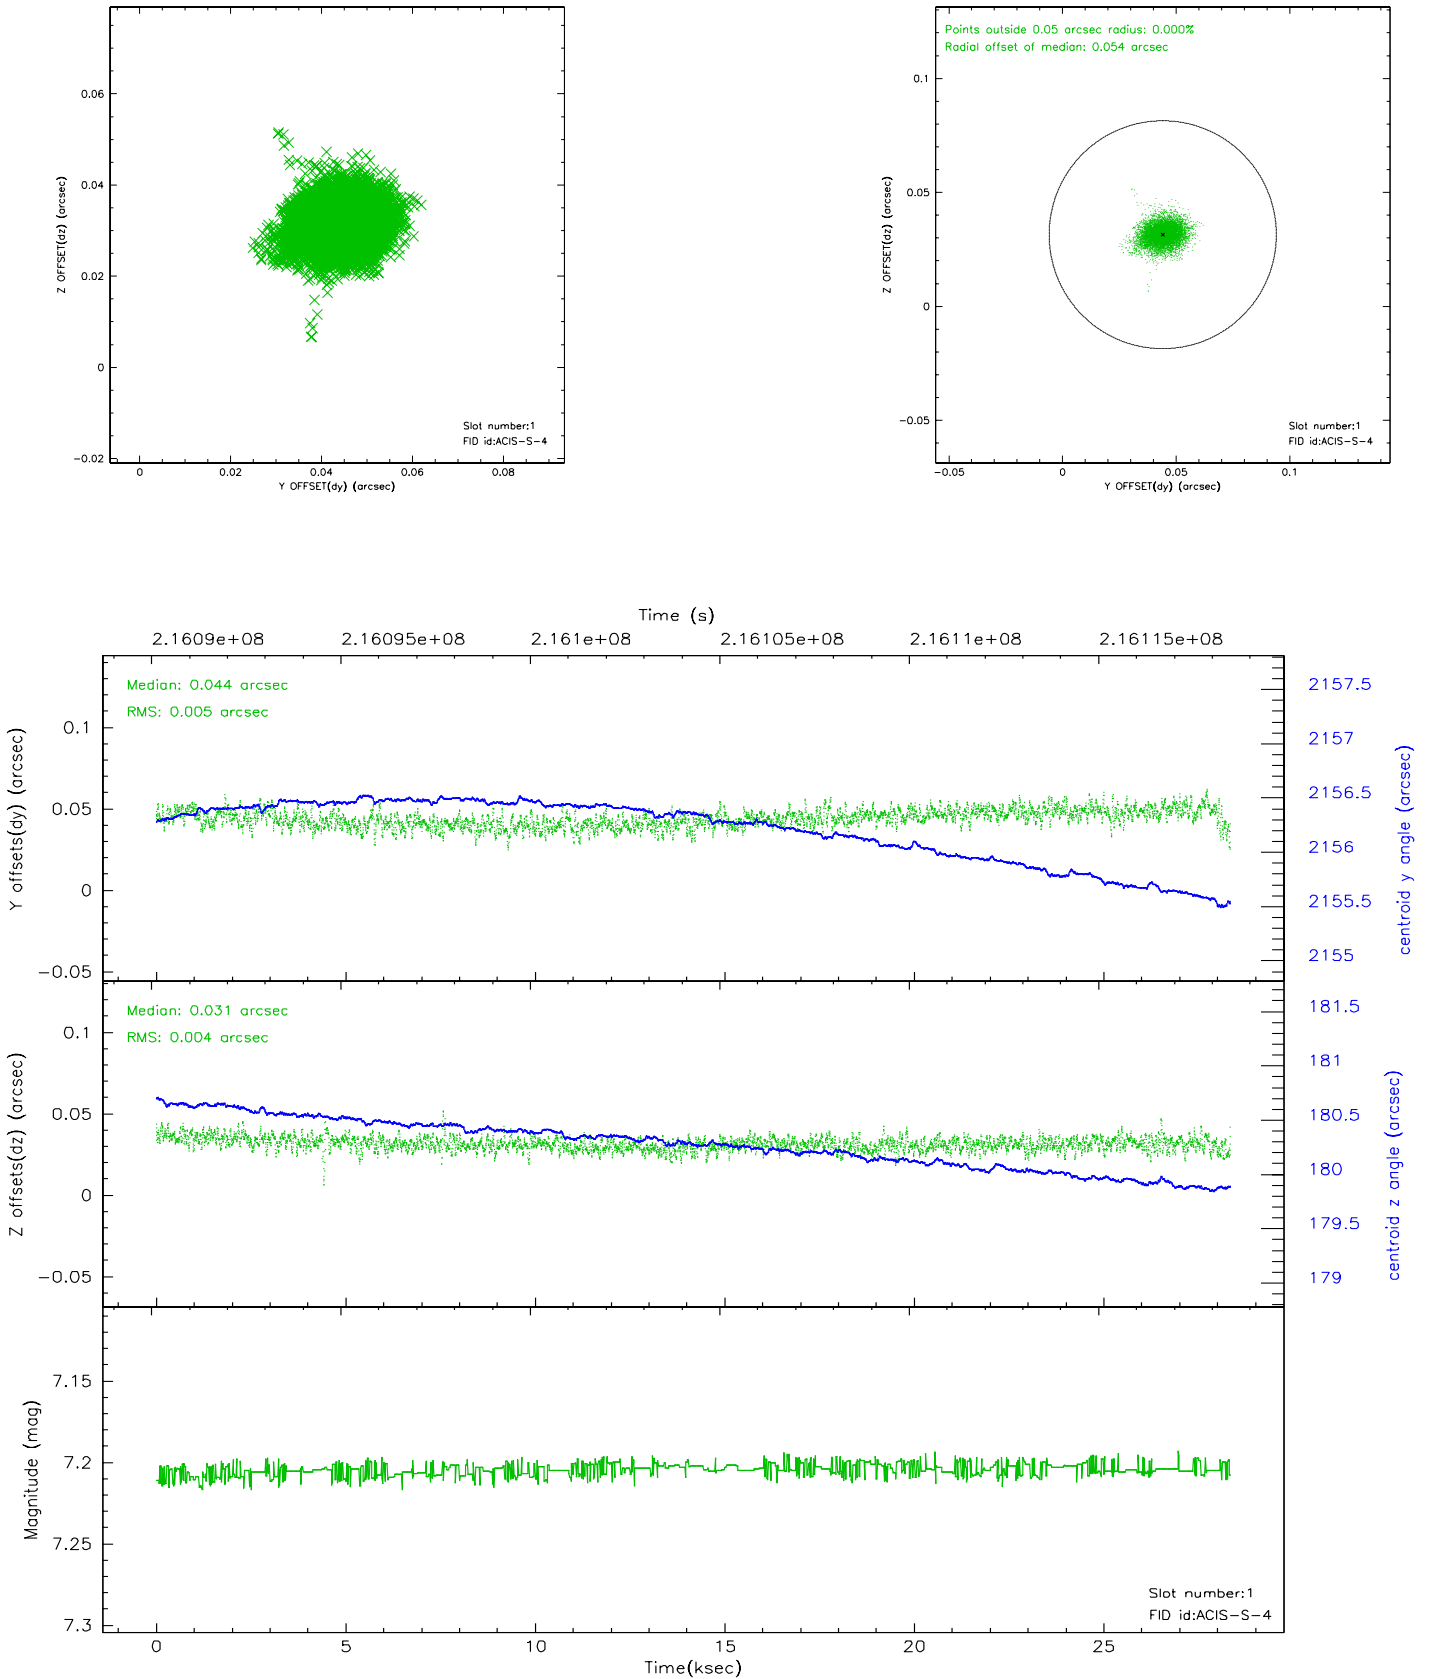 0.06
0.04
0.02
0
−0.02
Z OFFSET(dz) (arcsec)
0 0.02 0.04 0.06 0.08
Y OFFSET(dy) (arcsec)
Slot number:1
FID id:ACIS−S−4
Points outside 0.05 arcsec radius: 0.000%
Radial offset of median: 0.054 arcsec
0.1
0.05
0
−0.05
Z OFFSET(dz) (arcsec)
−0.05 0 0.05 0.1
Y OFFSET(dy) (arcsec)
Slot number:1
FID id:ACIS−S−4
Time (s)
2.1609e+08 2.16095e+08 2.161e+08 2.16105e+08 2.1611e+08 2.16115e+08
Median: 0.044 arcsec
RMS: 0.005 arcsec
0.1
0.05
0
−0.05
Y offsets(dy) (arcsec)
2157.5
2157
2156.5
2156
2155.5
2155
centroid y angle (arcsec)
Median: 0.031 arcsec
RMS: 0.004 arcsec
0.1
0.05
0
−0.05
Z offsets(dz) (arcsec)
181.5
181
180.5
180
179.5
179
centroid z angle (arcsec)
7.15
7.2
7.25
7.3
Magnitude (mag)
Slot number:1
FID id:ACIS−S−4
0 5 10 15 20 25
Time(ksec)